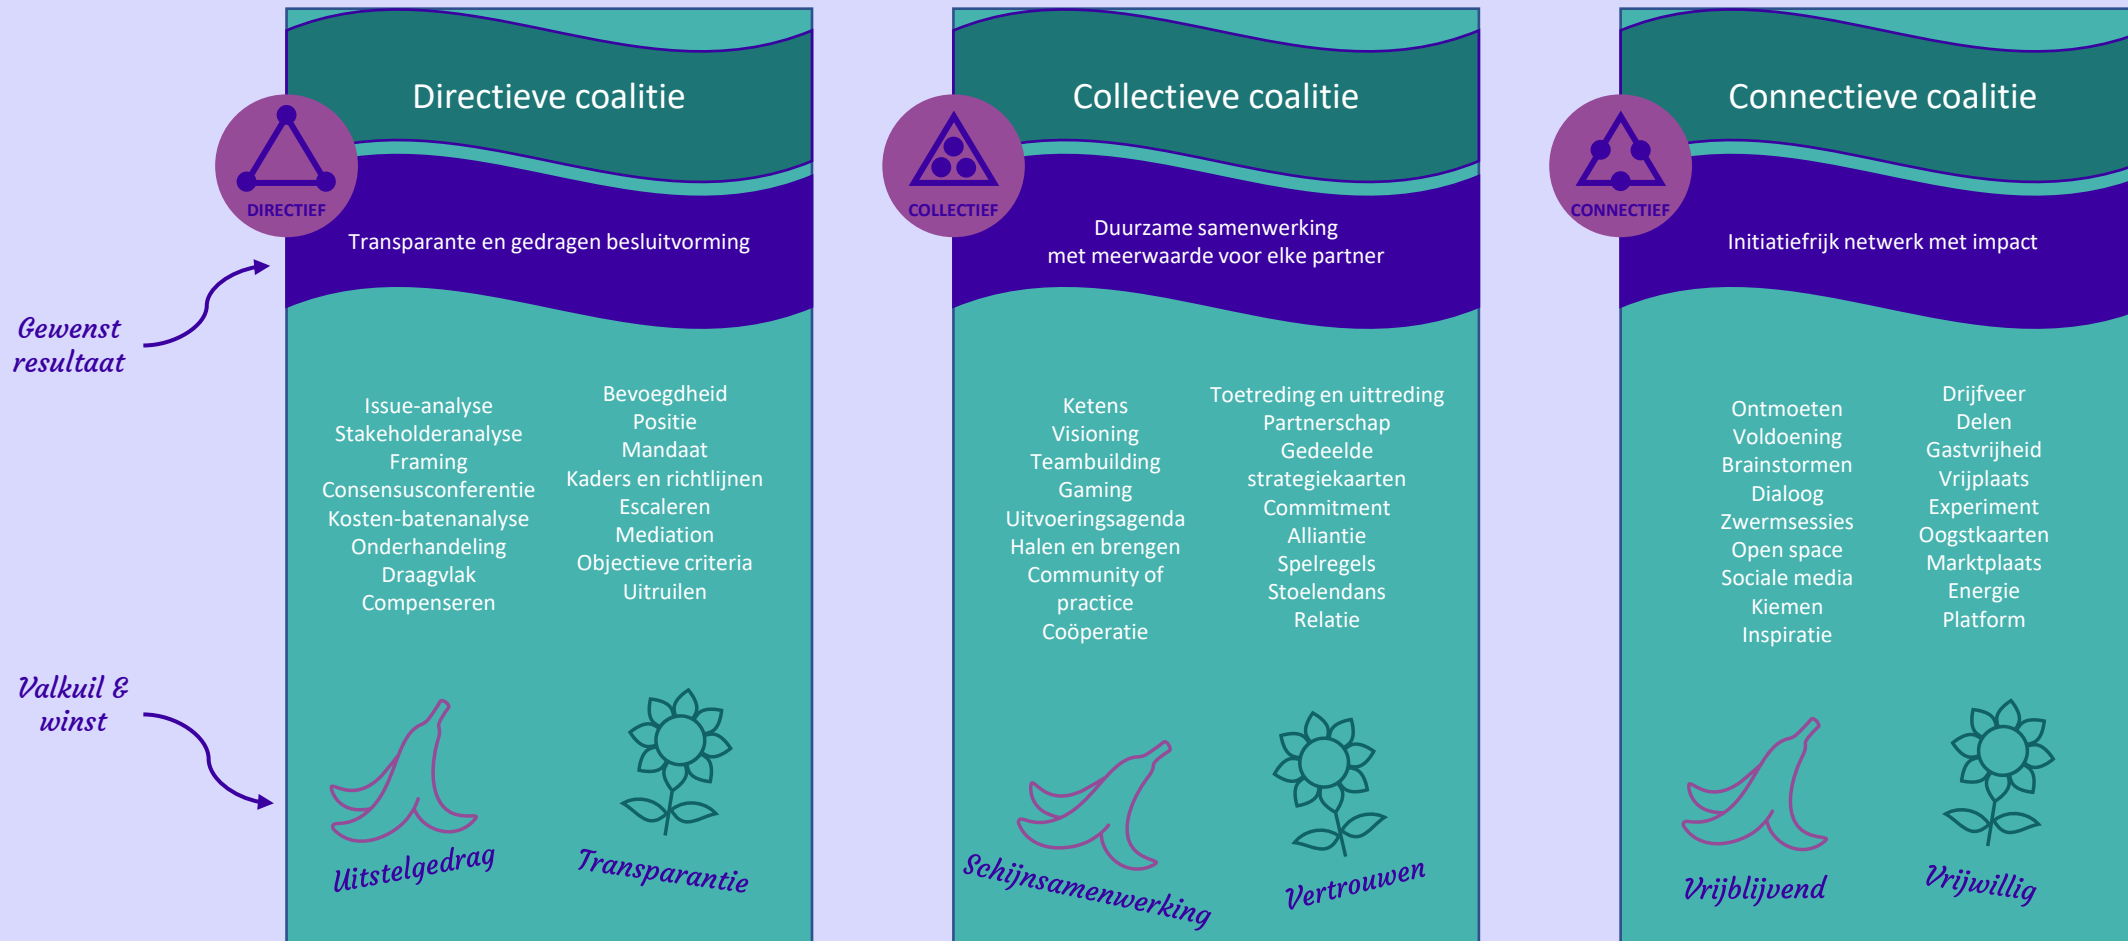 Directieve coalitie
DIRECTIEF
Transparante en gedragen besluitvorming
Collectieve coalitie
COLLECTIEF
Duurzame samenwerking
met meerwaarde voor elke partner
Connectieve coalitie
CONNECTIEF
Initiatiefrijk netwerk met impact
Gewenst
resultaat
Issue-analyse
Stakeholderanalyse
Framing
Consensusconferentie
Kosten-batenanalyse
Onderhandeling
Draagvlak
Compenseren
Bevoegdheid
Positie
Mandaat
Kaders en richtlijnen
Escaleren
Mediation
Objectieve criteria
Uitruilen
Ketens
Visioning
Teambuilding
Gaming
Uitvoeringsagenda
Halen en brengen
Community of
practice
Coöperatie
Toetreding en uittreding
Partnerschap
Gedeelde
strategiekaarten
Commitment
Alliantie
Spelregels
Stoelendans
Relatie
Ontmoeten
Voldoening
Brainstormen
Dialoog
Zwermsessies
Open space
Sociale media
Kiemen
Inspiratie
Drijfveer
Delen
Gastvrijheid
Vrijplaats
Experiment
Oogstkaarten
Marktplaats
Energie
Platform
Valkuil &
winst
Uitstelgedrag
Transparantie
Schijnsamenwerking
Vertrouwen
Vrijblijvend
Vrijwillig